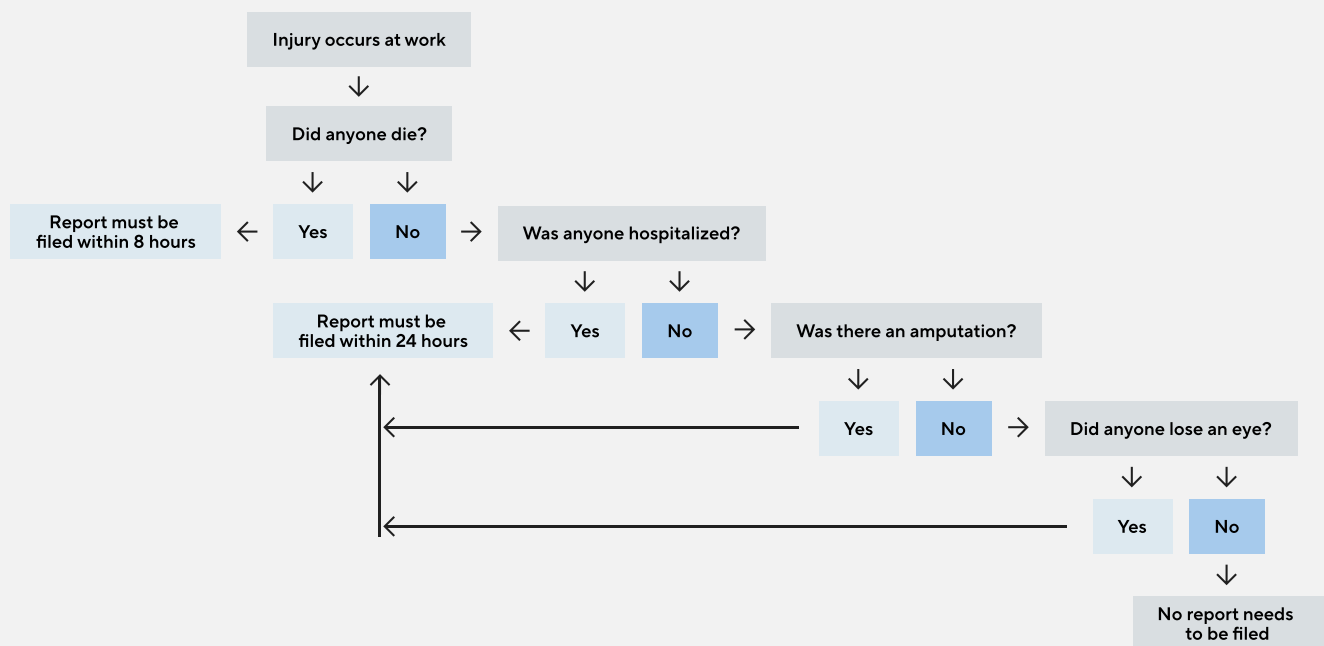 Injury occurs at work
Did anyone die?
Report must be
filed within 8 hours
Yes
No
Was anyone hospitalized?
Report must be
filed within 24 hours
Yes
No
Was there an amputation?
Yes
No
Did anyone lose an eye?
Yes
No
No report needs
to be filed